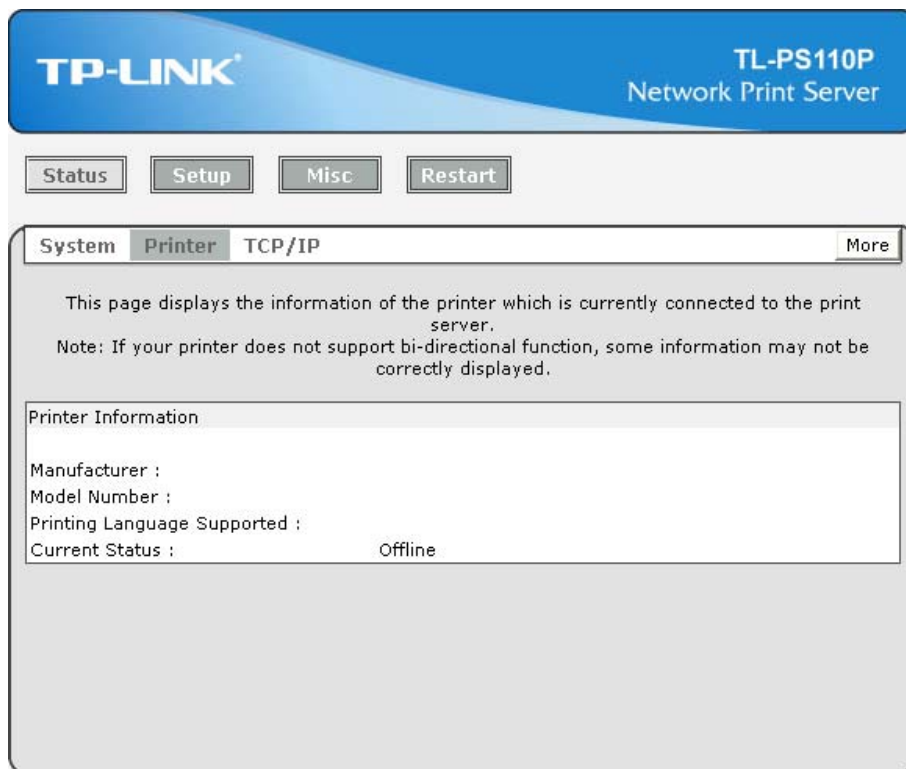 TP-LINK
TL-PS110P
Network Print Server
Status Setup Misc Restart
System Printer TCP/IP More
This page displays the information of the printer which is currently connected to the print
server.
Note: If your printer does not support bi-directional function, some information may not be
correctly displayed.
Printer Information
Manufacturer :
Model Number :
Printing Language Supported :
Current Status : Offline